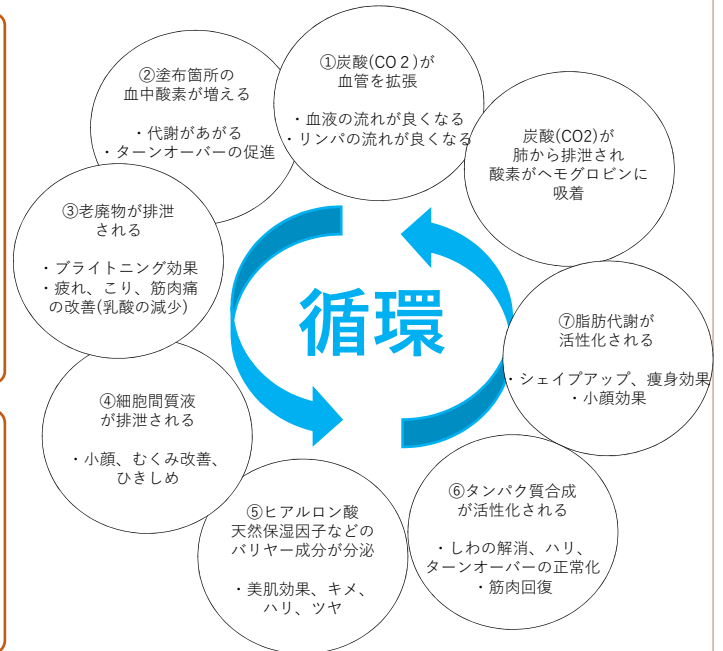 ①炭酸(CO２)が
血管を拡張
・血液の流れが良くなる
・リンパの流れが良くなる
②塗布箇所の
血中酸素が増える
・代謝があがる
・ターンオーバーの促進
③老廃物が排泄
される
・ブライトニング効果
・疲れ、こり、筋肉痛
の改善(乳酸の減少)
④細胞間質液
が排泄される
・小顔、むくみ改善、
ひきしめ
⑤ヒアルロン酸
天然保湿因子などの
バリヤー成分が分泌
・美肌効果、キメ、
ハリ、ツヤ
⑥タンパク質合成
が活性化される
・しわの解消、ハリ、
ターンオーバーの正常化
・筋肉回復
⑦脂肪代謝が
活性化される
・シェイプアップ、痩身効果
・小顔効果
炭酸(CO2)が
肺から排泄され
酸素がヘモグロビンに
吸着
循環